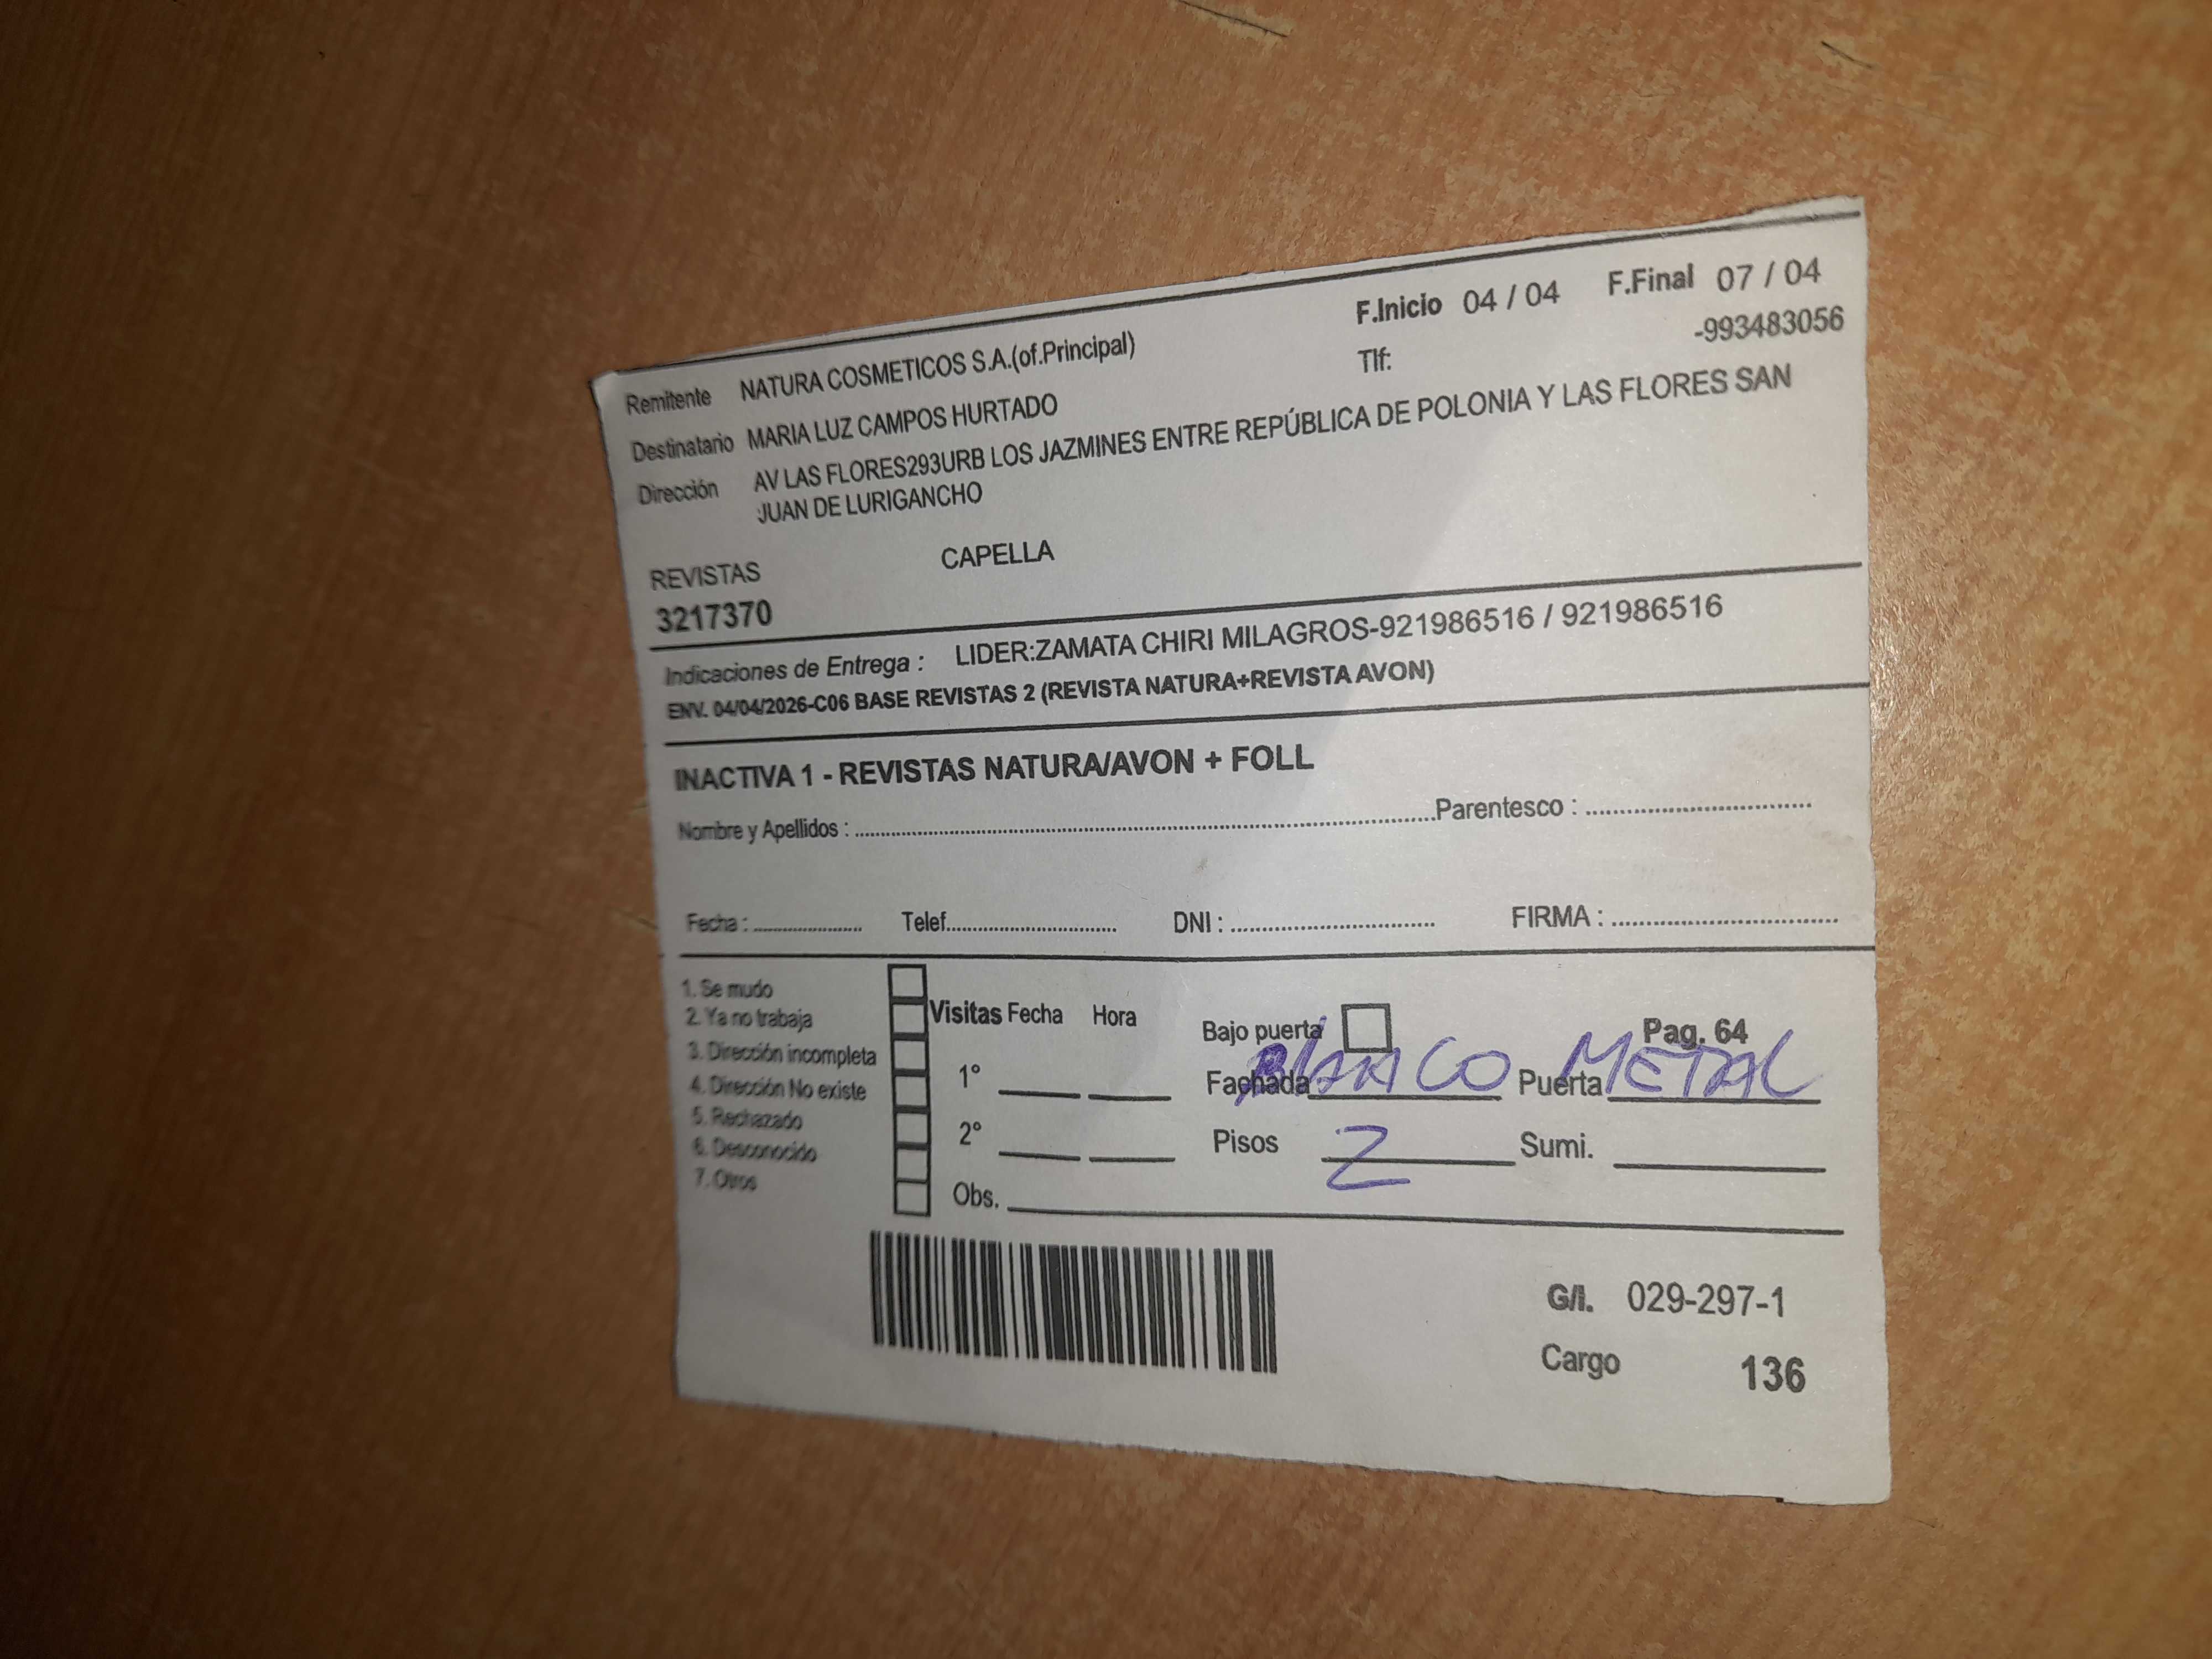 F.Inicio 04 / 04 F.Final 07 / 04
Remitente NATURA COSMETICOS S.A.(of.Principal) Tlf: -993483056
Destinatario MARIA LUZ CAMPOS HURTADO
Dirección AV LAS FLORES293URB LOS JAZMINES ENTRE REPÚBLICA DE POLONIA Y LAS FLORES SAN
JUAN DE LURIGANCHO
REVISTAS CAPELLA
3217370
Indicaciones de Entrega : LIDER:ZAMATA CHIRI MILAGROS-921986516 / 921986516
ENV. 04/04/2026-C06 BASE REVISTAS 2 (REVISTA NATURA+REVISTA AVON)
INACTIVA 1 - REVISTAS NATURA/AVON + FOLL
Nombre y Apellidos : Parentesco :
Fecha : Telef. DNI : FIRMA :
1. Se mudo
2. Ya no trabaja
3. Dirección incompleta
4. Dirección No existe
5. Rechazado
6. Desconocido
7. Otros
Visitas Fecha Hora
1°
2°
Obs.
Bajo puerta Pag. 64
Fachada BLANCO Puerta METAL
Pisos 2 Sumi.
G/I. 029-297-1
Cargo 136